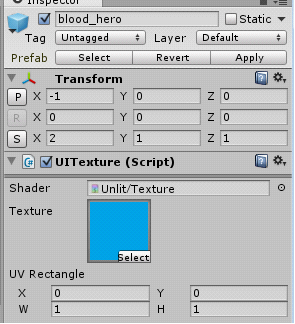 Inspector
blood_hero Static
Tag Untagged Layer Default
Prefab Select Revert Apply
Transform
P X -1 Y 0 Z 0
R X 0 Y 0 Z 0
S X 2 Y 1 Z 1
UITexture (Script)
Shader Unlit/Texture
Texture
Select
UV Rectangle
X 0 Y 0
W 1 H 1